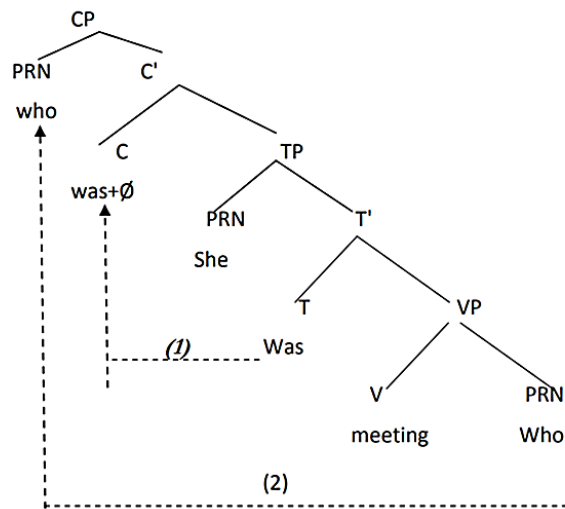 CP
PRN C'
who
C TP
was+Ø
PRN T'
She
T VP
(1) Was
V PRN
meeting Who
(2)